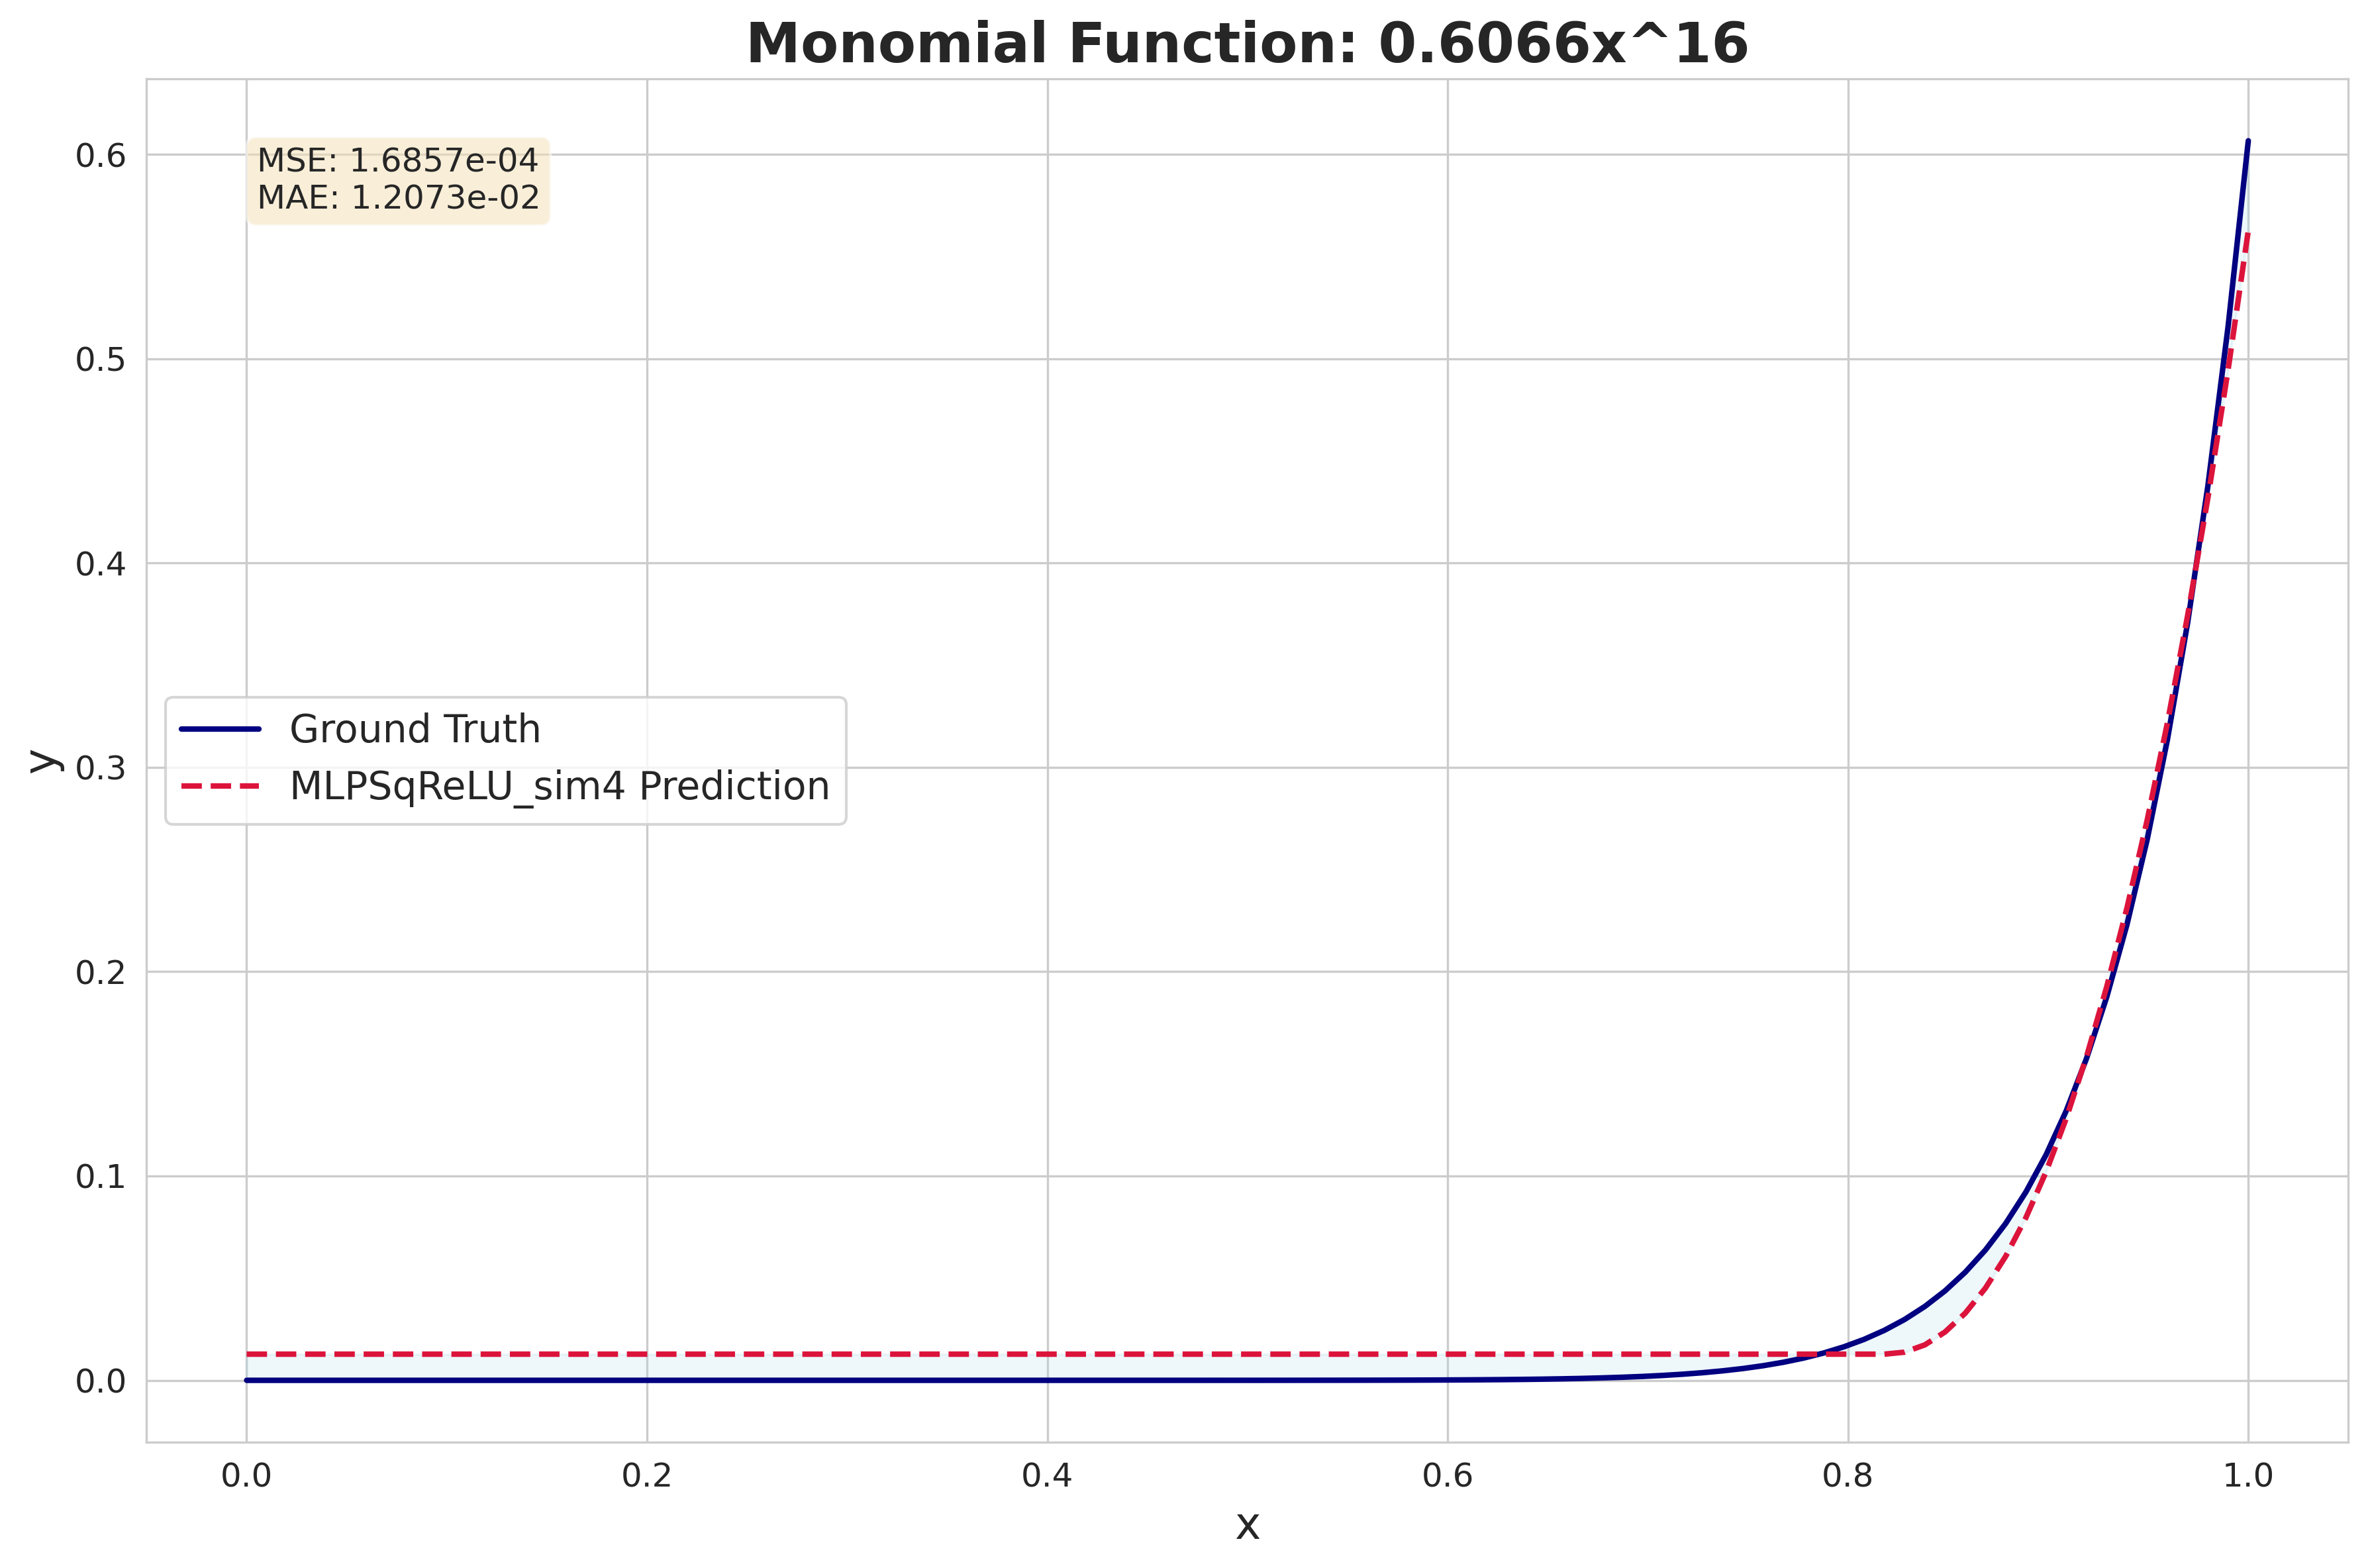 Monomial Function: 0.6066x^16
MSE: 1.6857e-04
MAE: 1.2073e-02
0.6
0.5
0.4
0.3
0.2
0.1
0.0
y
Ground Truth
MLPSqReLU_sim4 Prediction
0.0 0.2 0.4 0.6 0.8 1.0
x